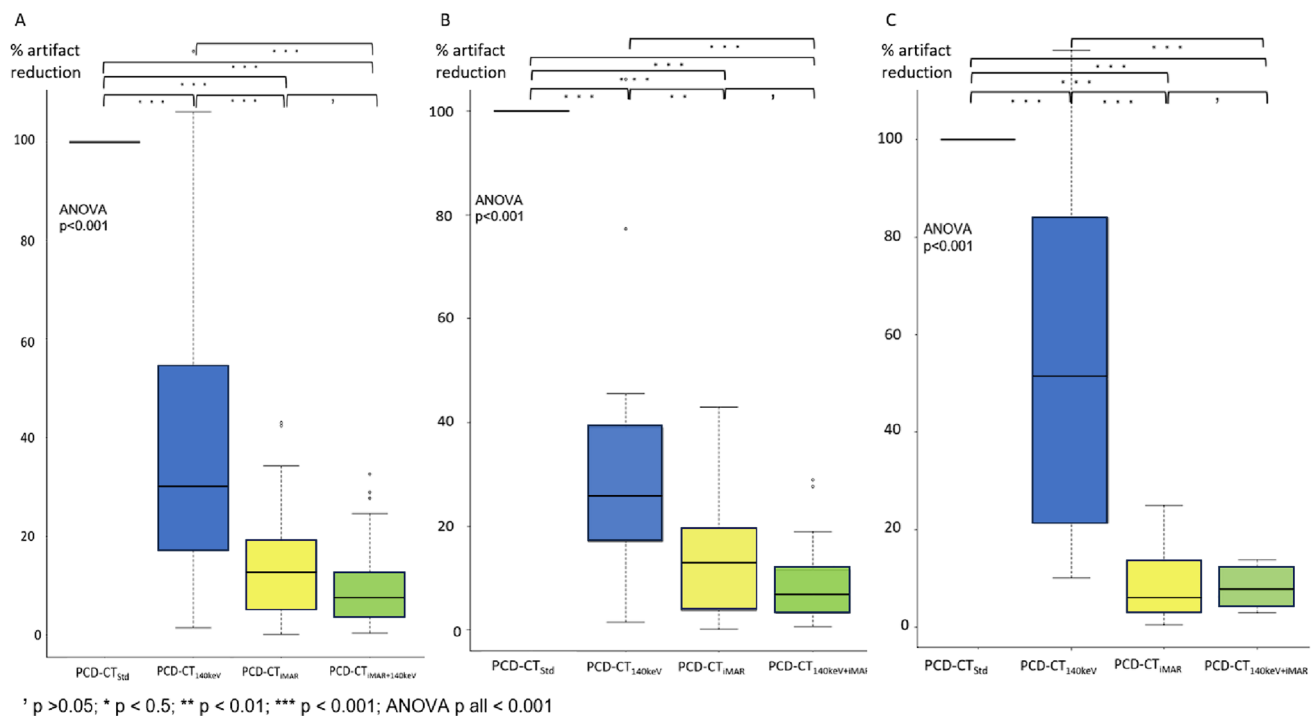 A
% artifact
reduction
* * *
* * *
* * *
* * *
* * *
,
100
80
60
40
20
0
ANOVA
p<0.001
PCD-CTStd
PCD-CT140keV
PCD-CTiMAR
PCD-CTiMAR+140keV
B
% artifact
reduction
* * *
* * *
* * *
* * *
* *
,
100
80
60
40
20
0
ANOVA
p<0.001
PCD-CTStd
PCD-CT140keV
PCD-CTiMAR
PCD-CT140keV+iMAR
C
% artifact
reduction
* * *
* * *
* * *
* * *
* * *
,
100
80
60
40
20
0
ANOVA
p<0.001
PCD-CTStd
PCD-CT140keV
PCD-CTiMAR
PCD-CT140keV+iMAR
' p >0.05; * p < 0.5; ** p < 0.01; *** p < 0.001; ANOVA p all < 0.001